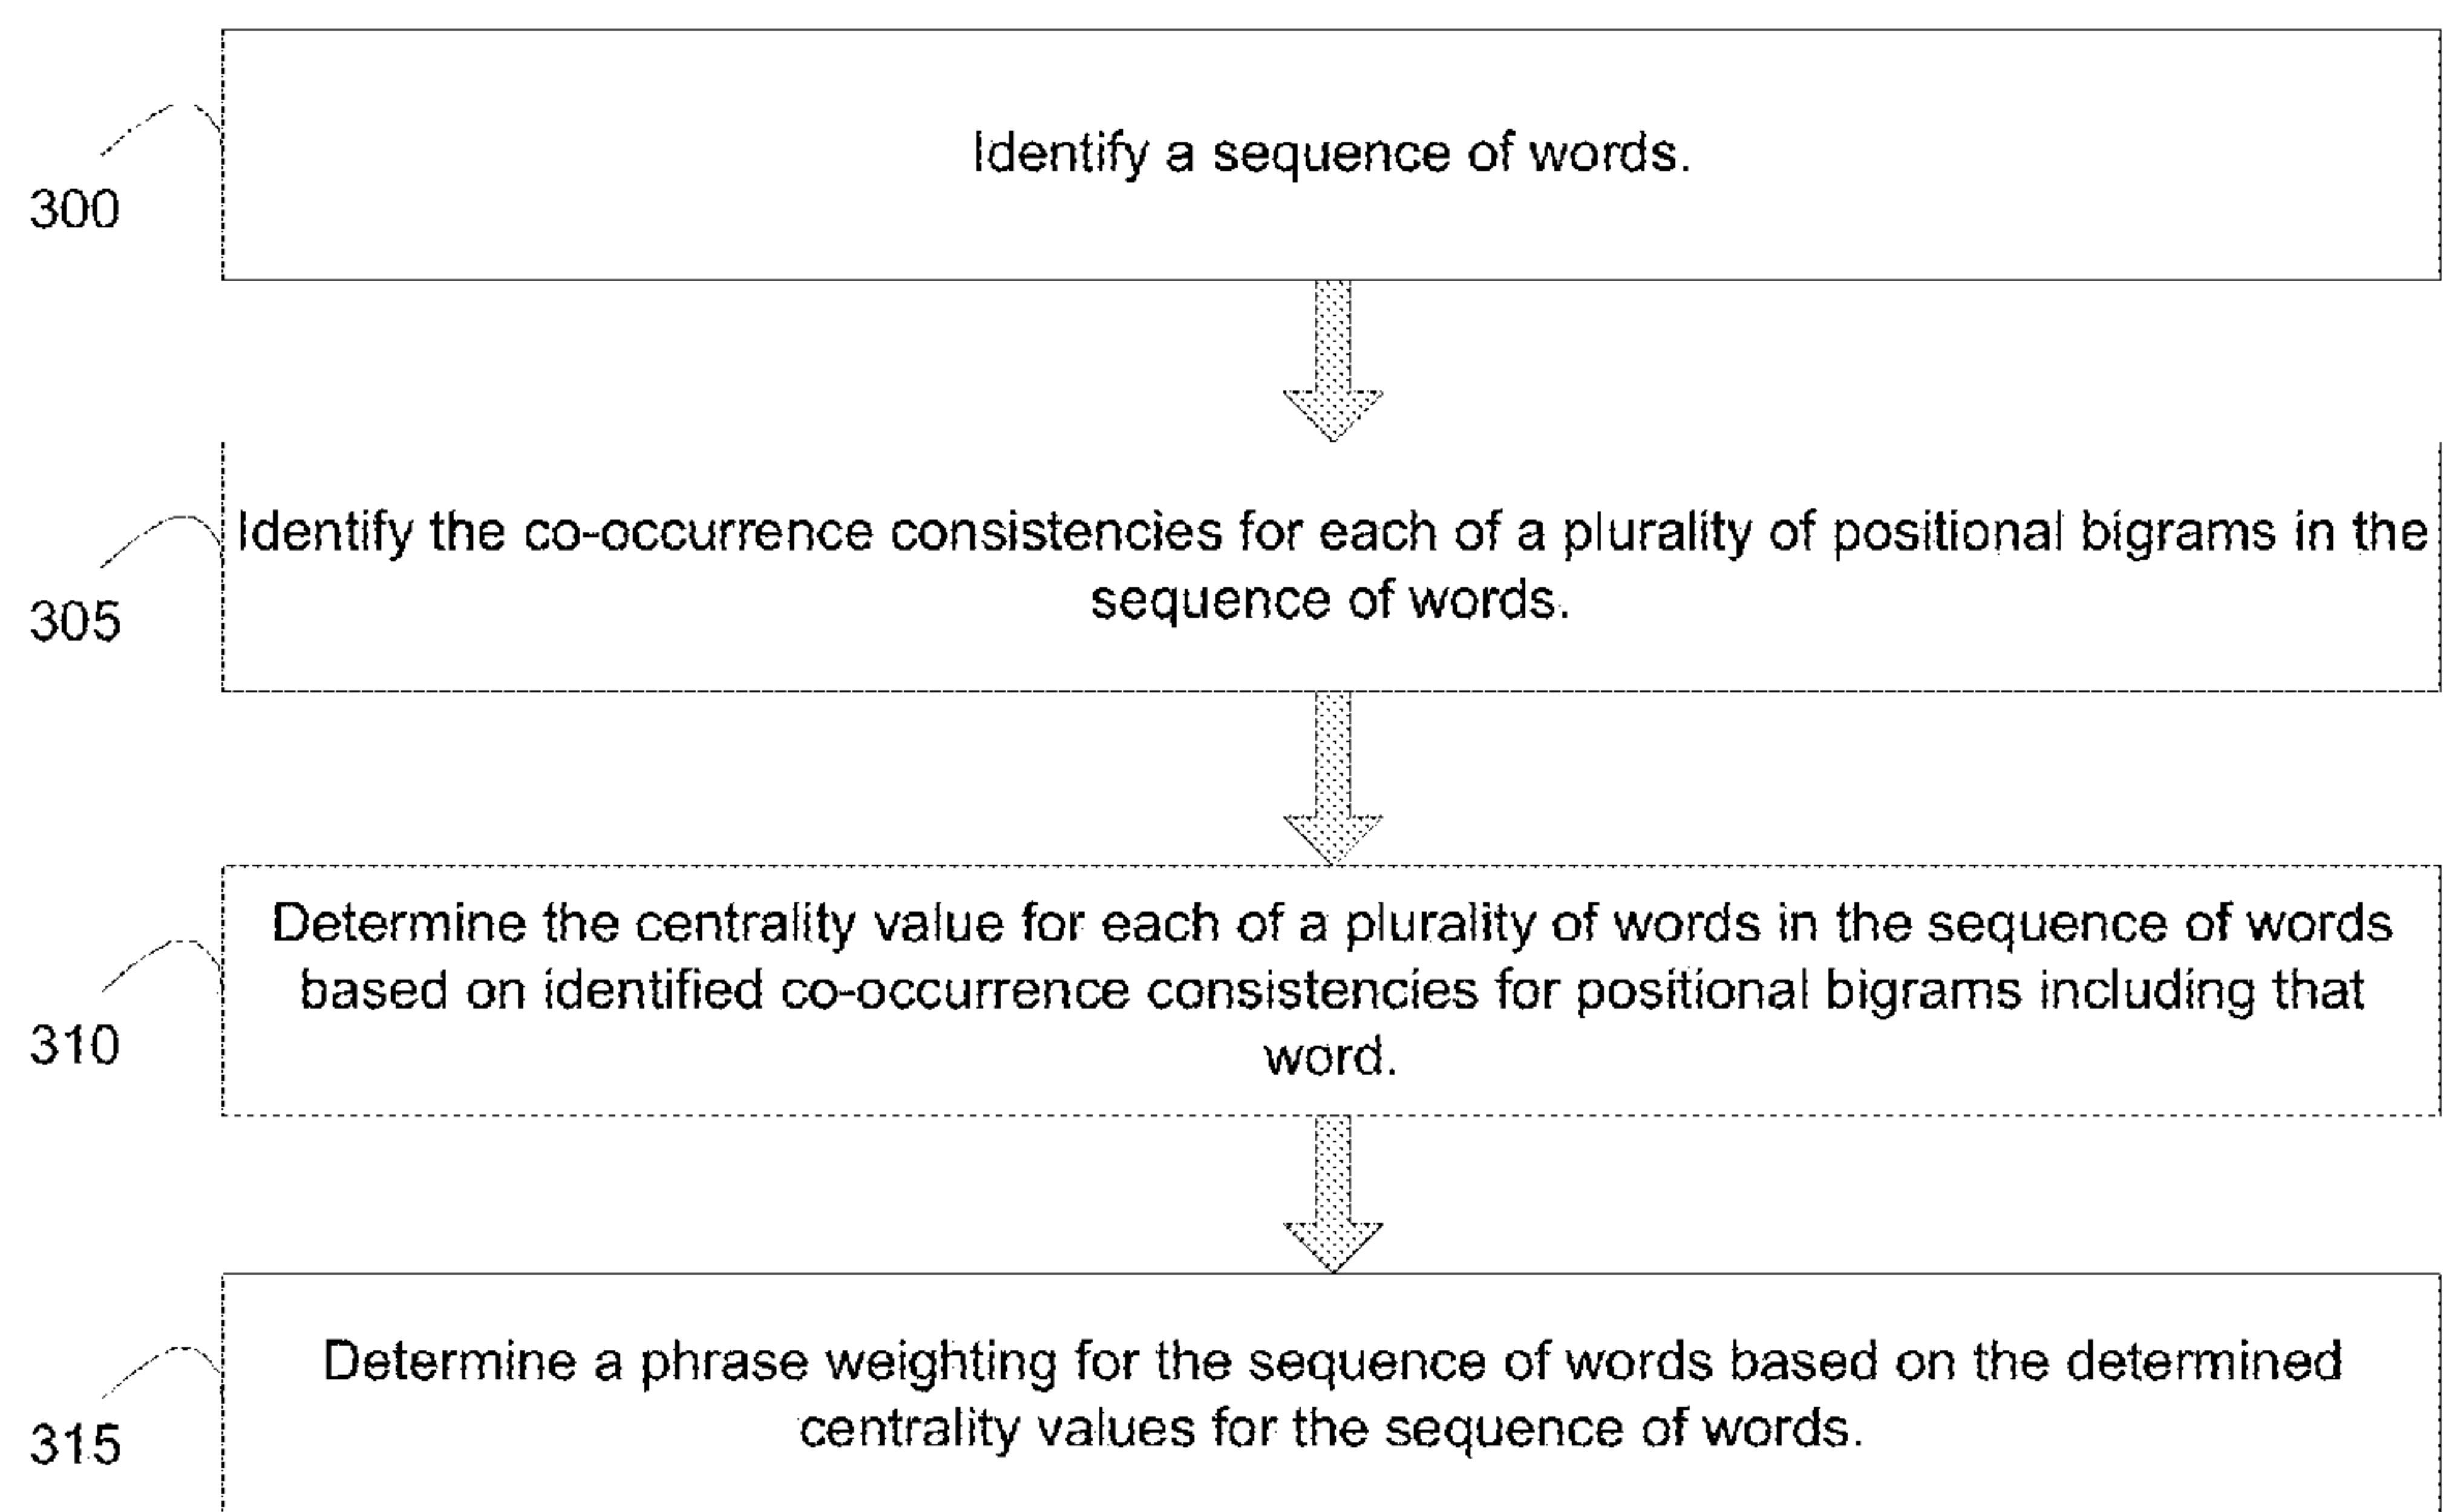 Identify a sequence of words.
300
Identify the co-occurrence consistencies for each of a plurality of positional bigrams in the
sequence of words.
305
Determine the centrality value for each of a plurality of words in the sequence of words
based on identified co-occurrence consistencies for positional bigrams including that
word.
310
Determine a phrase weighting for the sequence of words based on the determined
centrality values for the sequence of words.
315